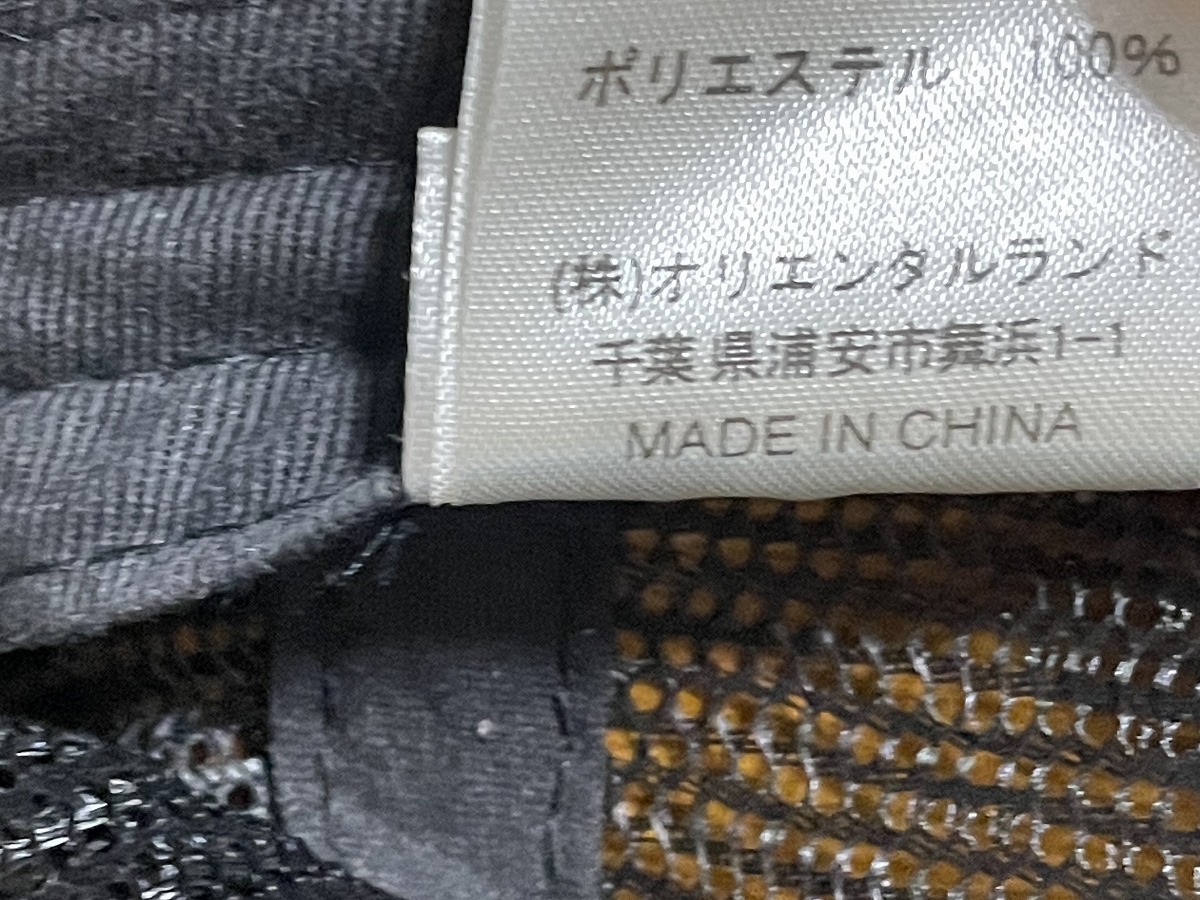 ポリエステル 100%
(株)オリエンタルランド
千葉県浦安市舞浜1-1
MADE IN CHINA